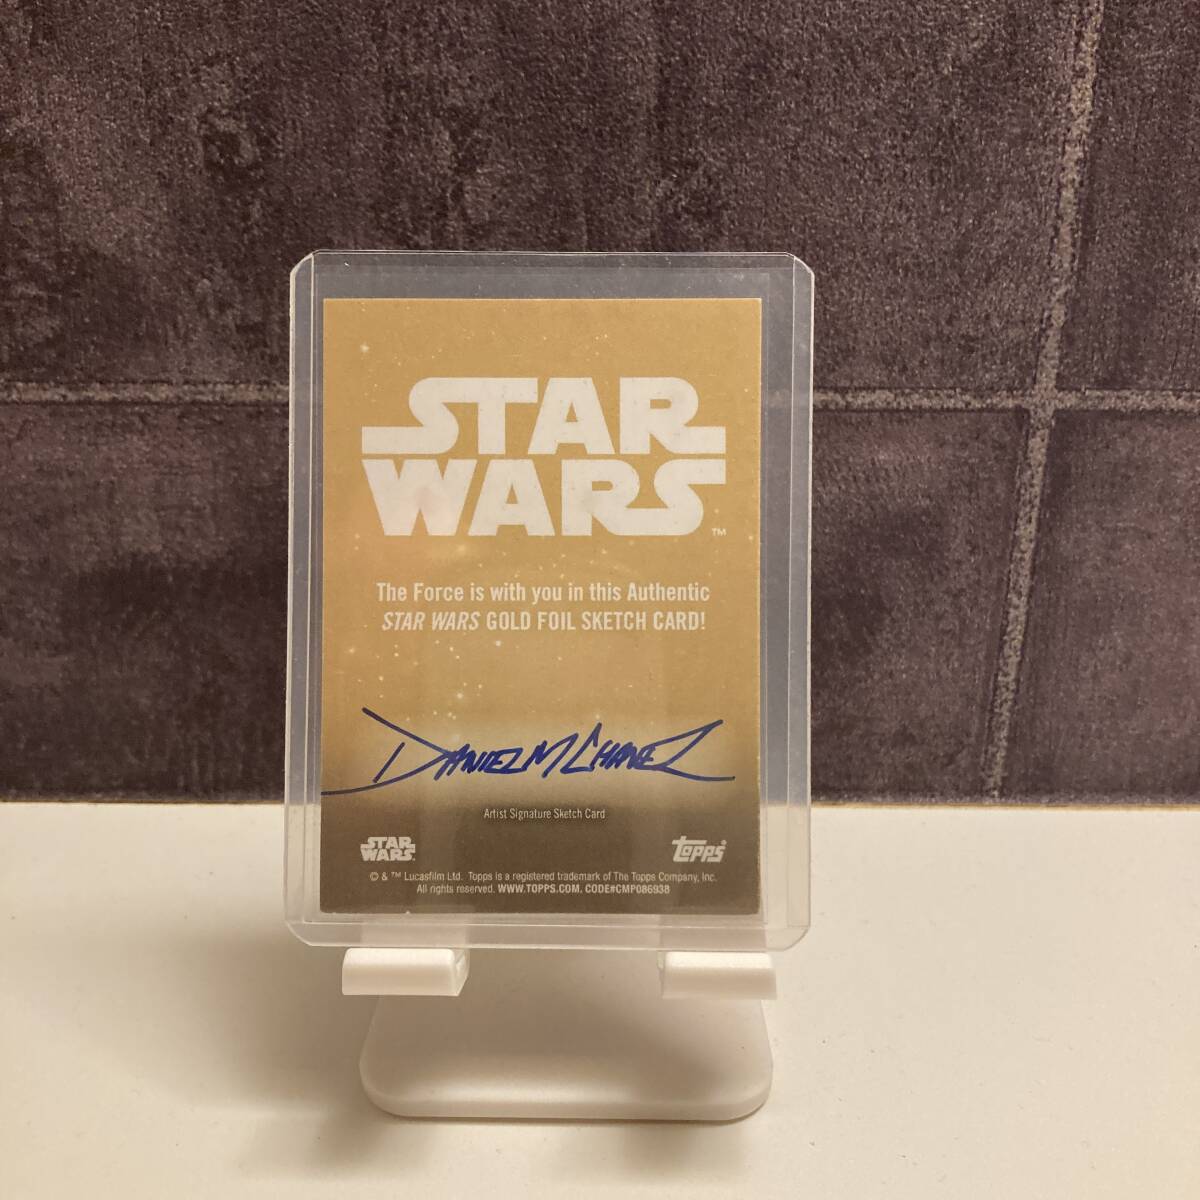 STAR
WARS
™
The Force is with you in this Authentic
STAR WARS GOLD FOIL SKETCH CARD!
DANIEL M CHAVEZ
Artist Signature Sketch Card
STAR
WARS
topps
© & ™ Lucasfilm Ltd. Topps is a registered trademark of The Topps Company, Inc.
All rights reserved. WWW.TOPPS.COM. CODE#CMP086938